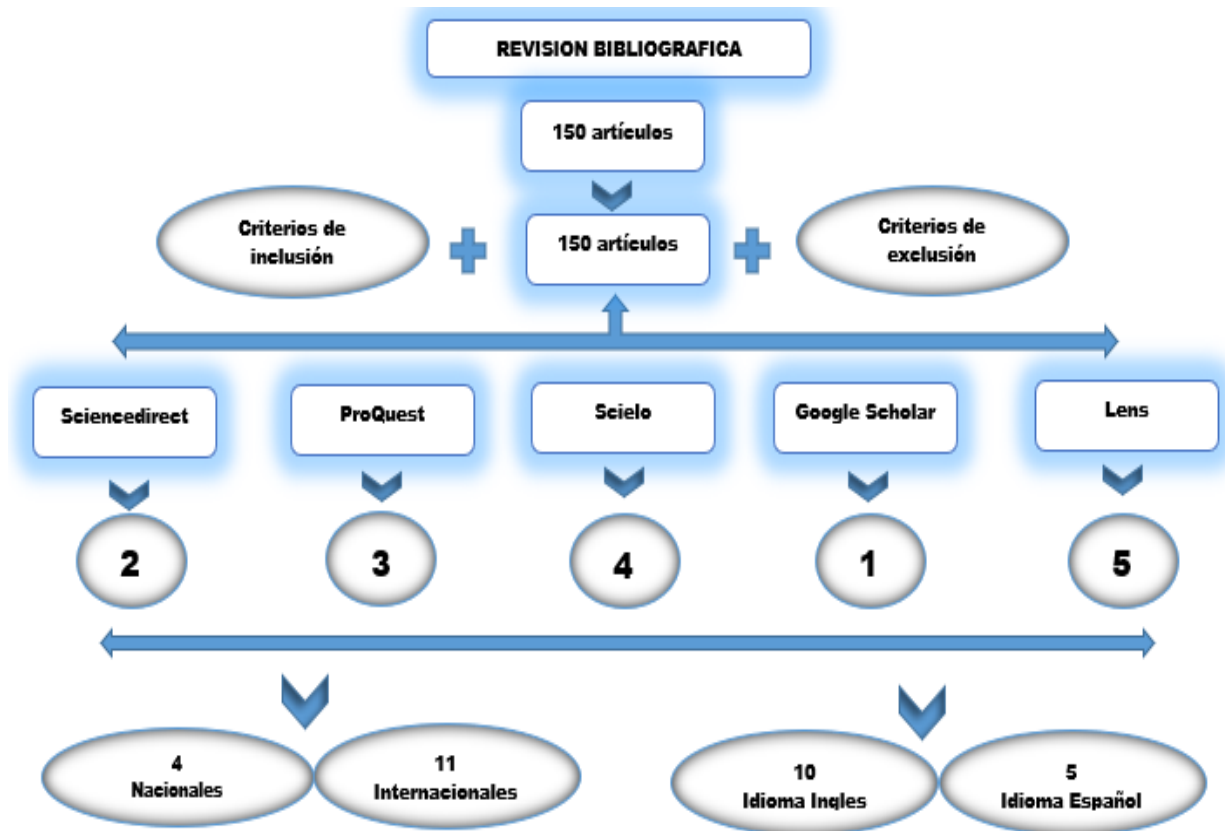 REVISION BIBLIOGRAFICA
150 artículos
Criterios de
inclusión
150 artículos
Criterios de
exclusión
Sciencedirect
ProQuest
Scielo
Google Scholar
Lens
2
3
4
1
5
4
Nacionales
11
Internacionales
10
Idioma Ingles
5
Idioma Español